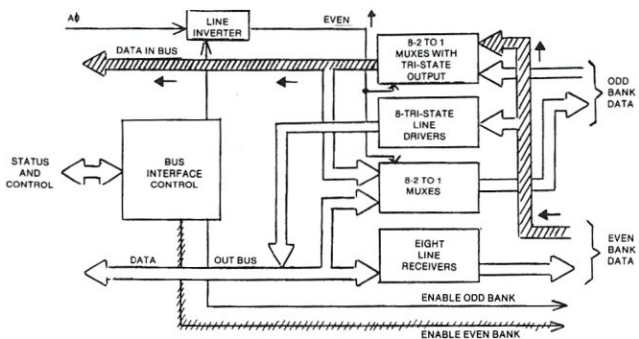 AΦ
LINE
INVERTER
EVEN
8-2 TO 1
MUXES WITH
TRI-STATE
OUTPUT
DATA IN BUS
ODD
BANK
DATA
8-TRI-STATE
LINE
DRIVERS
STATUS
AND
CONTROL
BUS
INTERFACE
CONTROL
8-2 TO 1
MUXES
EIGHT
LINE
RECEIVERS
EVEN
BANK
DATA
DATA OUT BUS
ENABLE ODD BANK
ENABLE EVEN BANK